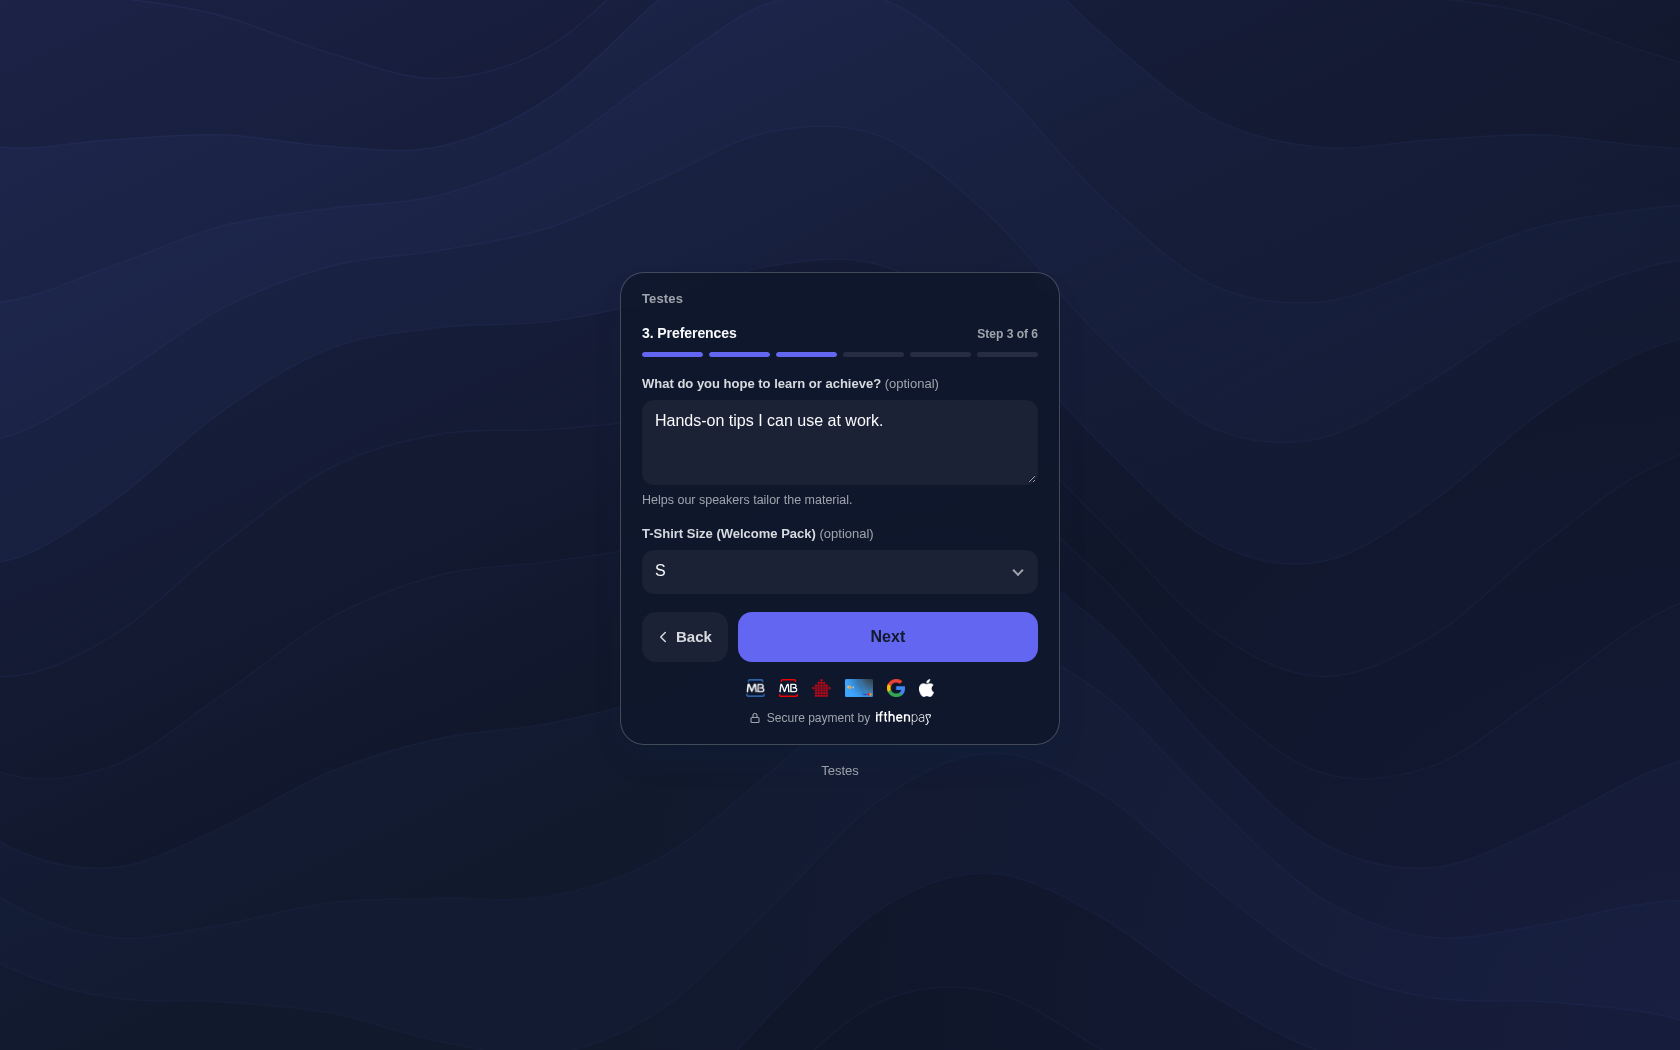 Testes
3. Preferences
Step 3 of 6
What do you hope to learn or achieve? (optional)
Hands-on tips I can use at work.
Helps our speakers tailor the material.
T-Shirt Size (Welcome Pack) (optional)
S
Back
Next
MB MB
Secure payment by ifthenpay
Testes